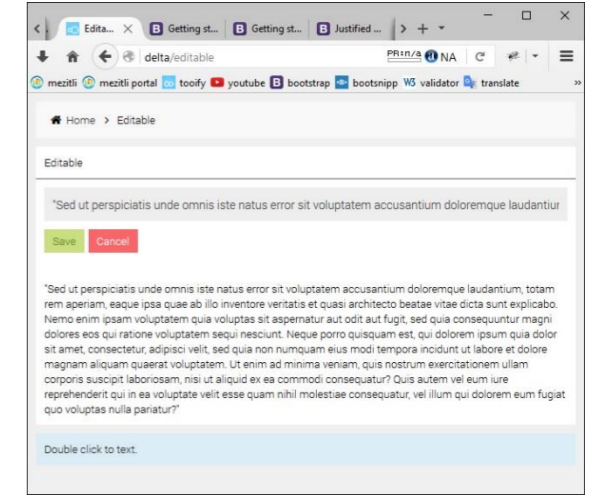 Edita...
Getting st...
Getting st...
Justified ...
delta/editable
PR: n/a
NA
mezitli mezitli portal tooify youtube bootstrap bootsnipp validator translate
Home > Editable
Editable
"Sed ut perspiciatis unde omnis iste natus error sit voluptatem accusantium doloremque laudantiur
Save
Cancel
"Sed ut perspiciatis unde omnis iste natus error sit voluptatem accusantium doloremque laudantium, totam
rem aperiam, eaque ipsa quae ab illo inventore veritatis et quasi architecto beatae vitae dicta sunt explicabo.
Nemo enim ipsam voluptatem quia voluptas sit aspernatur aut odit aut fugit, sed quia consequuntur magni
dolores eos qui ratione voluptatem sequi nesciunt. Neque porro quisquam est, qui dolorem ipsum quia dolor
sit amet, consectetur, adipisci velit, sed quia non numquam eius modi tempora incidunt ut labore et dolore
magnam aliquam quaerat voluptatem. Ut enim ad minima veniam, quis nostrum exercitationem ullam
corporis suscipit laboriosam, nisi ut aliquid ex ea commodi consequatur? Quis autem vel eum iure
reprehenderit qui in ea voluptate velit esse quam nihil molestiae consequatur, vel illum qui dolorem eum fugiat
quo voluptas nulla pariatur?"
Double click to text.